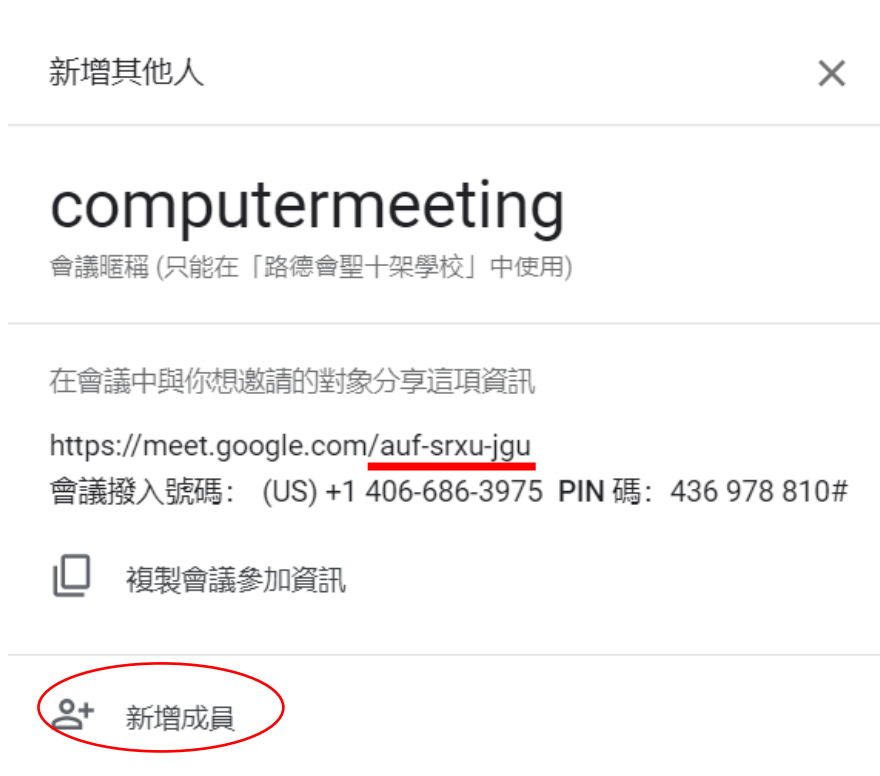 新增其他人
computermeeting
會議暱稱 (只能在「路德會聖十架學校」中使用)
在會議中與你想邀請的對象分享這項資訊
https://meet.google.com/auf-srxu-jgu
會議撥入號碼： (US) +1 406-686-3975 PIN 碼：436 978 810#
複製會議參加資訊
新增成員